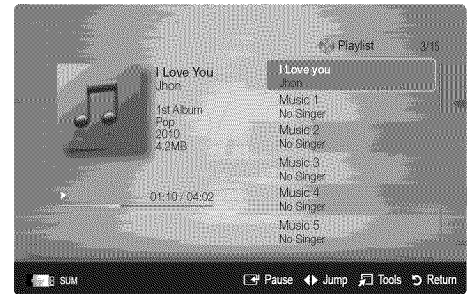 Playlist 3/15
I Love You
Jhon
1st Album
Pop
2010
4.2MB
01:10 / 04:02
I Love you
Jhon
Music 1
No Singer
Music 2
No Singer
Music 3
No Singer
Music 4
No Singer
Music 5
No Singer
SUM
Pause Jump Tools Return